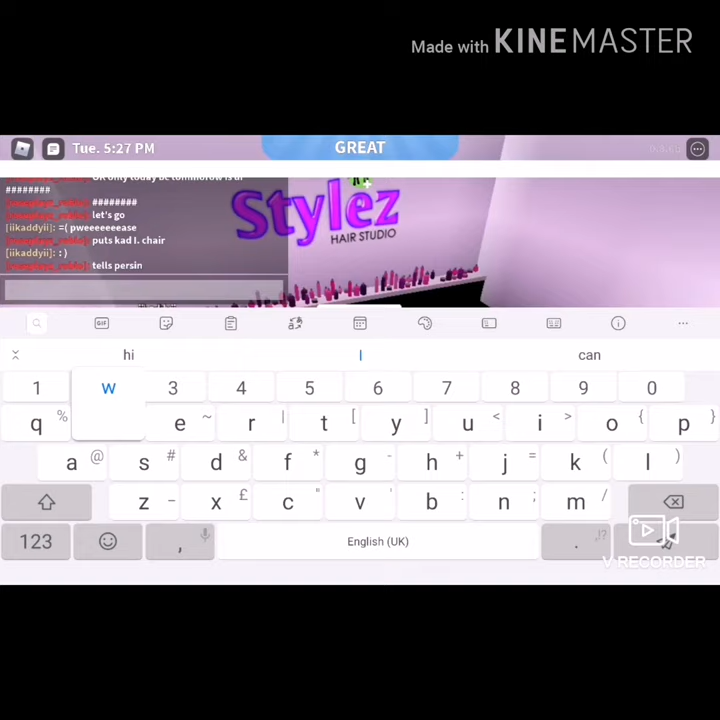 Made with KINEMASTER
Tue. 5:27 PM
GREAT
########
########
let's go
[iikaddyii]: =( pweeeeeeease
puts kad I. chair
[iikaddyii]: : )
tells persin
Stylez
HAIR STUDIO
GIF
hi I can
1 w 3 4 5 6 7 8 9 0
q % e ~ r | t [ y ] u < i > o { p }
a @ s # d & f * g - h + j = k ( l )
z _ x £ c " v ' b : n ; m /
123 , English (UK) . ,!?
V RECORDER